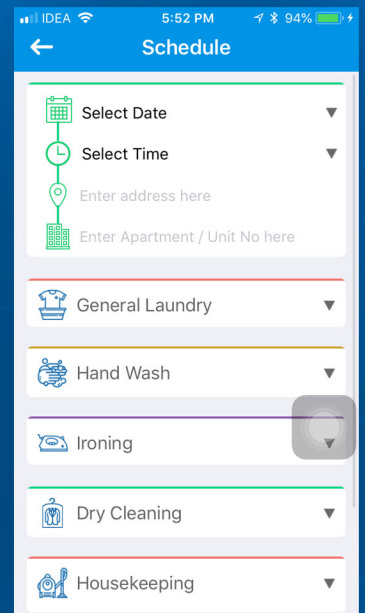 IDEA 5:52 PM 94%
Schedule
Select Date
Select Time
Enter address here
Enter Apartment / Unit No here
General Laundry
Hand Wash
Ironing
Dry Cleaning
Housekeeping